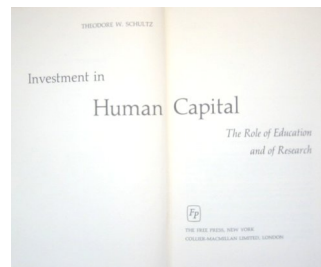 THEODORE W. SCHULTZ
Investment in
Human Capital
The Role of Education
and of Research
FP
THE FREE PRESS, NEW YORK
COLLIER-MACMILLAN LIMITED, LONDON